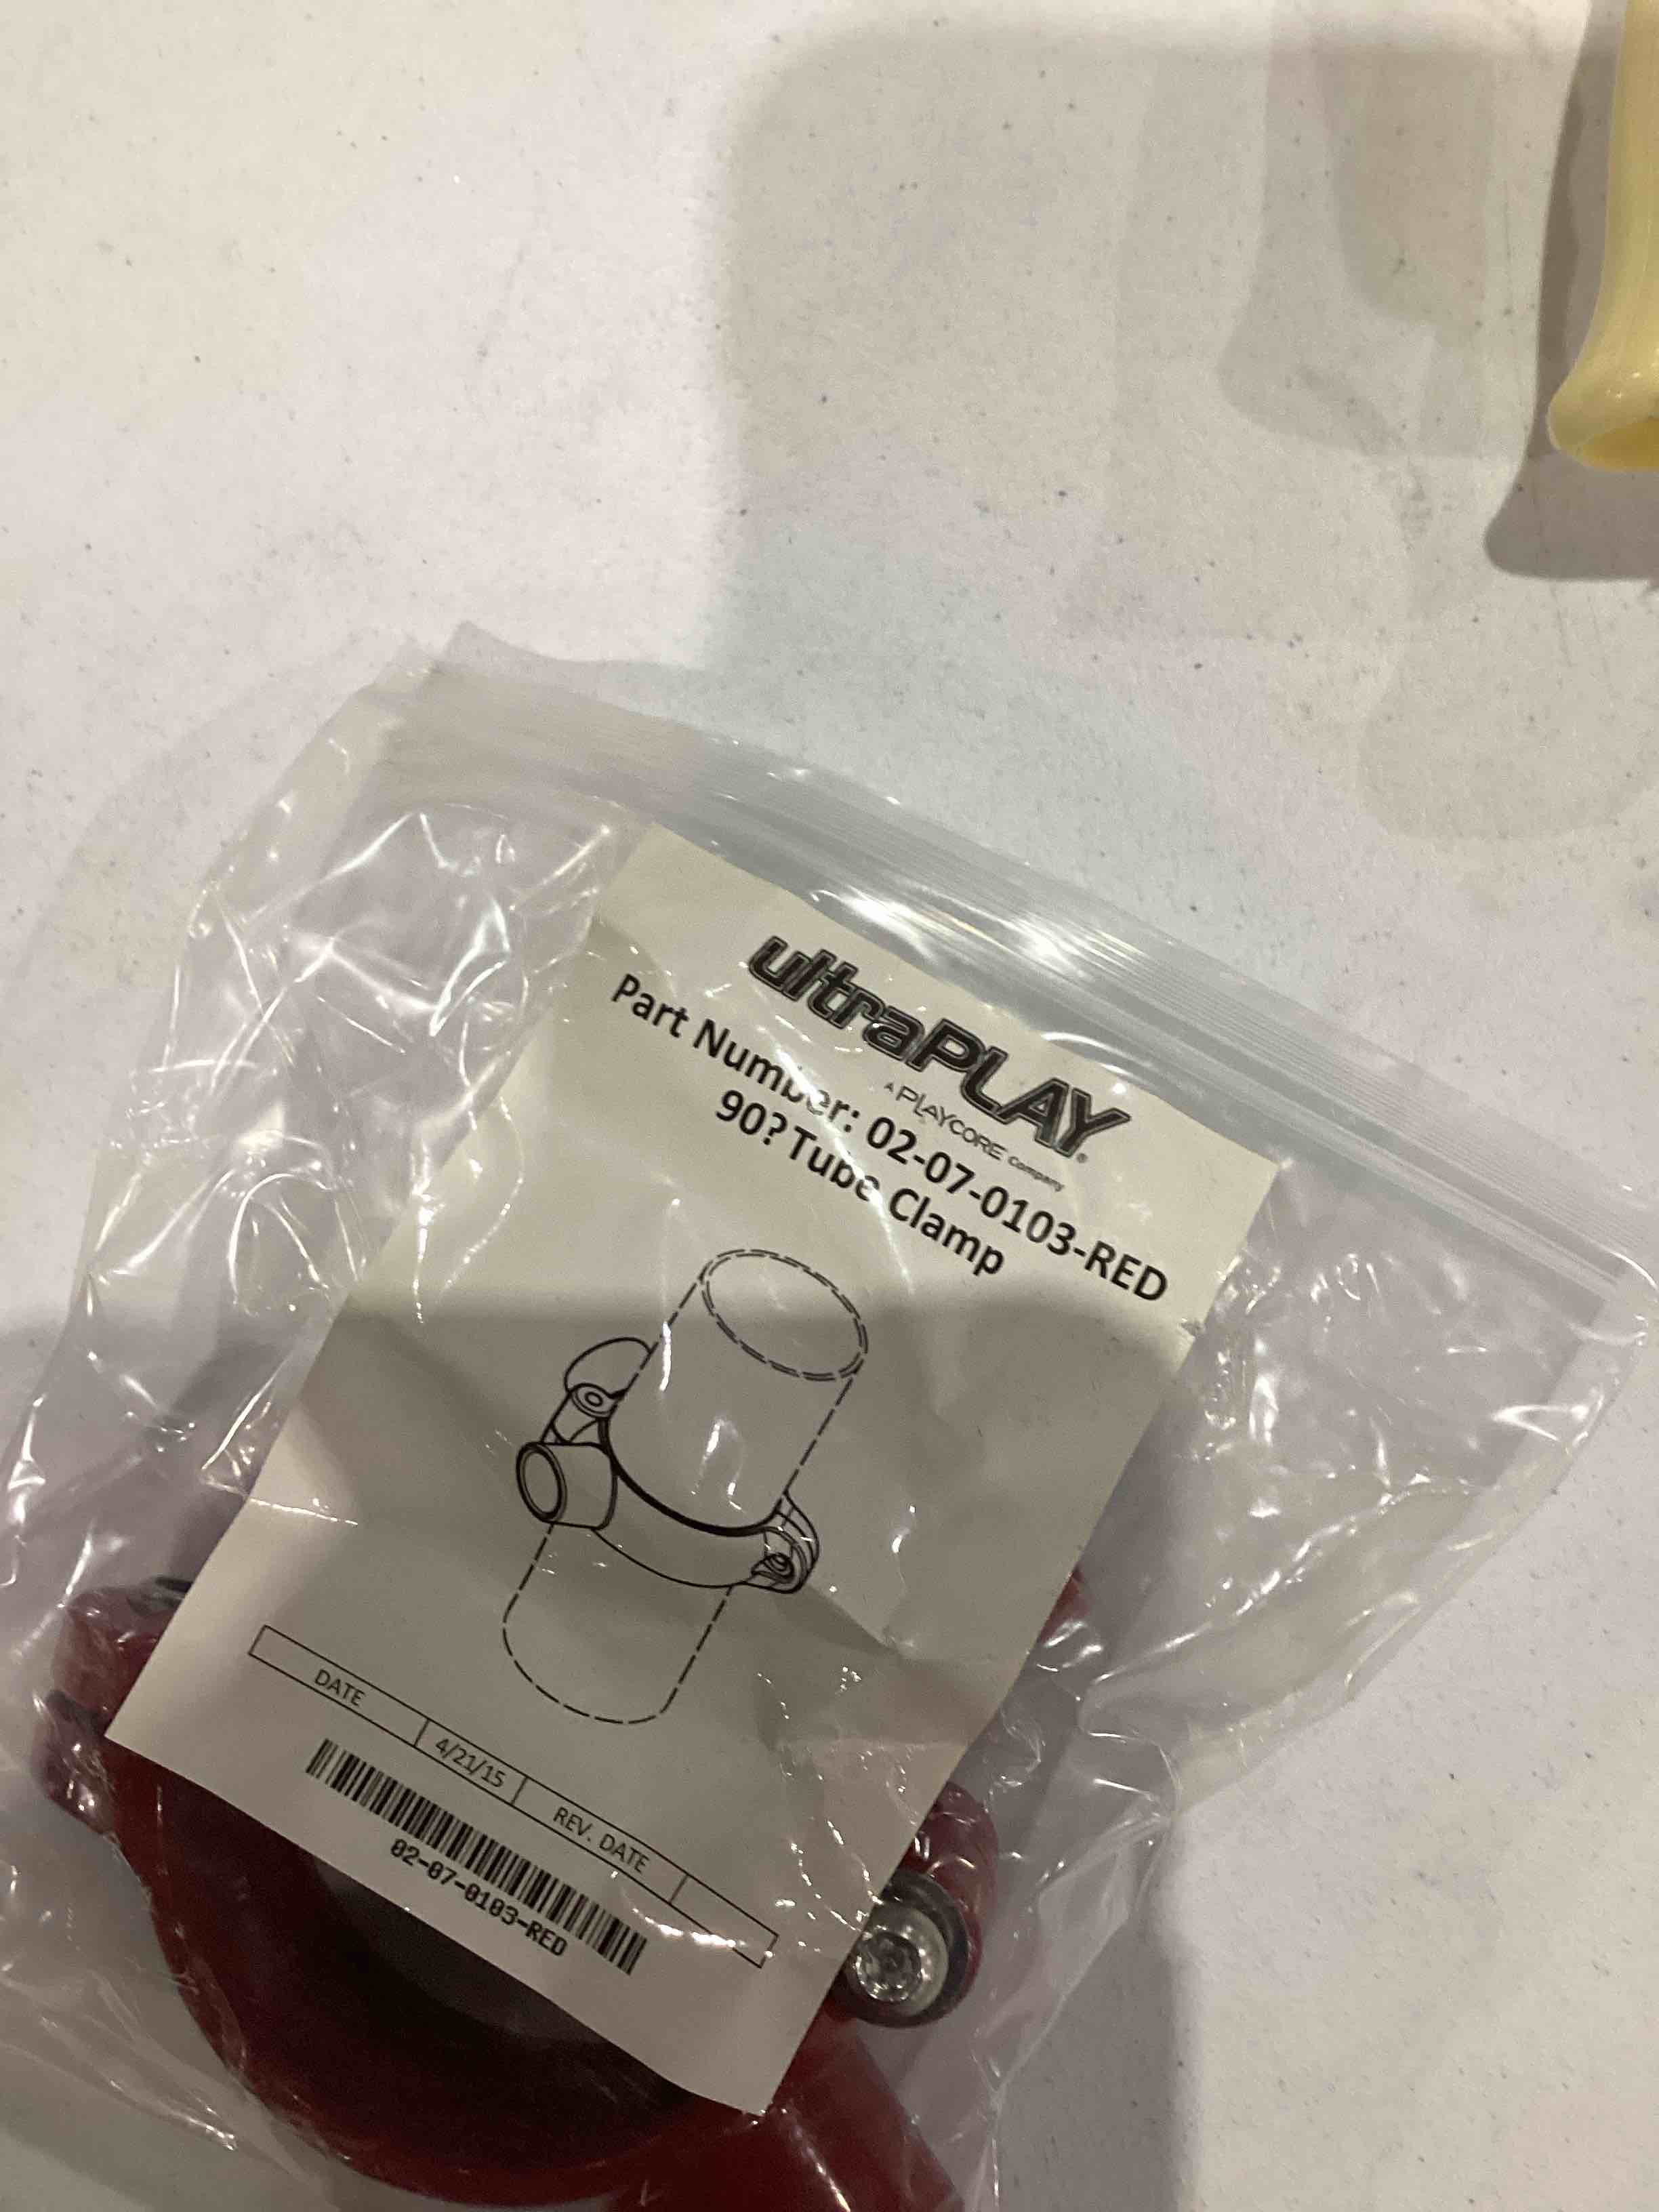 ultraPLAY®
A PLAYCORE Company
Part Number: 02-07-0103-RED
90? Tube Clamp
DATE 4/21/15 REV. DATE
02-07-0103-RED